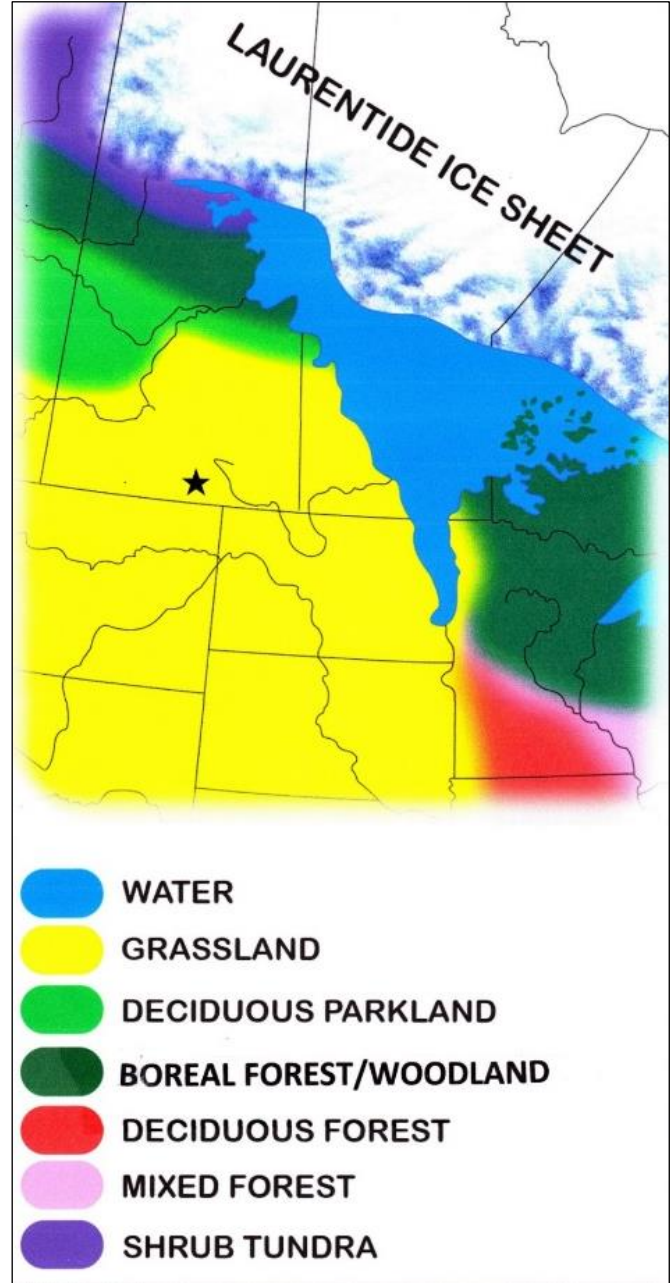 LAURENTIDE ICE SHEET
WATER
GRASSLAND
DECIDUOUS PARKLAND
BOREAL FOREST/WOODLAND
DECIDUOUS FOREST
MIXED FOREST
SHRUB TUNDRA